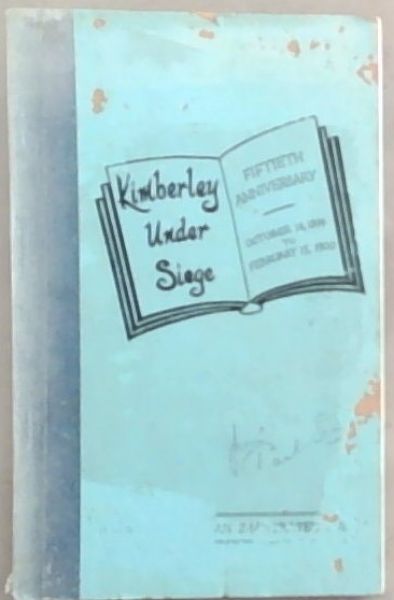 Kimberley
Under
Siege
FIFTIETH
ANNIVERSARY
OCTOBER 14, 1899
TO
FEBRUARY 15, 1900